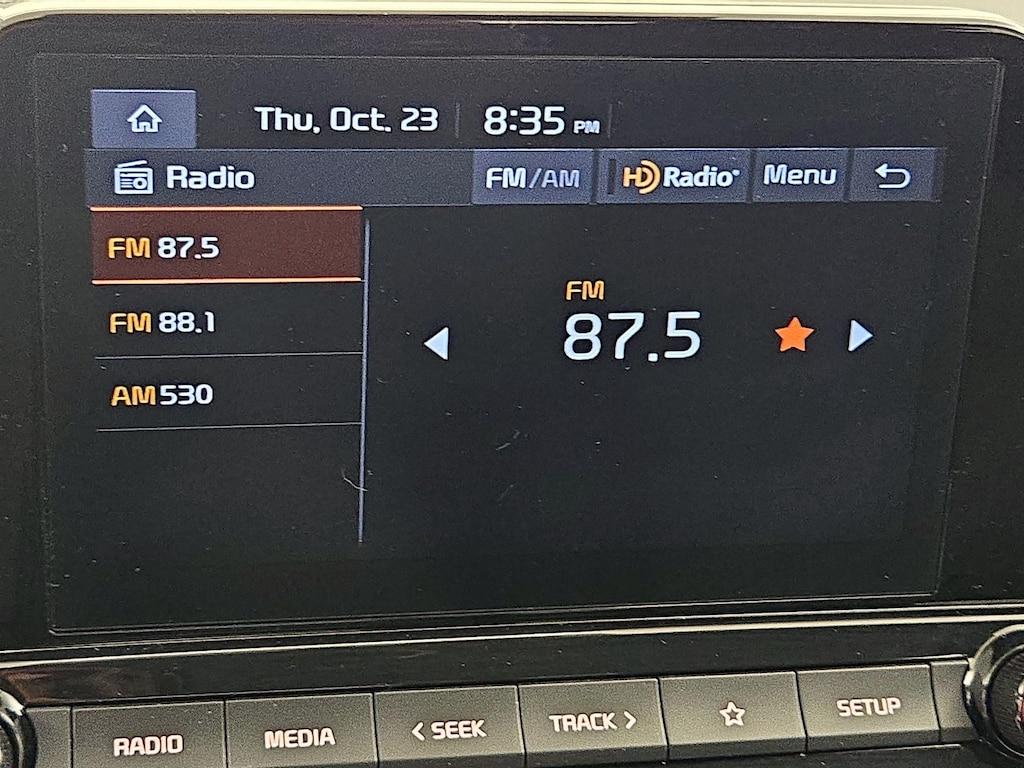 Thu, Oct. 23 8:35 PM
Radio FM/AM HD Radio Menu
FM 87.5
FM 88.1
AM 530
FM
87.5
RADIO MEDIA < SEEK TRACK > SETUP